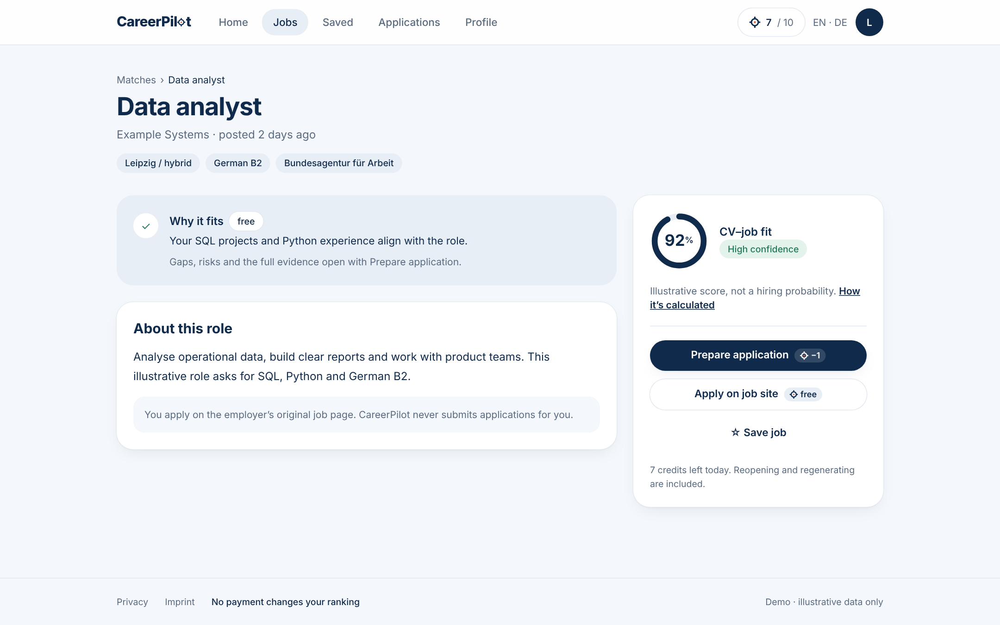 CareerPilot
Home
Jobs
Saved
Applications
Profile
7 / 10
EN · DE
L
Matches › Data analyst
Data analyst
Example Systems · posted 2 days ago
Leipzig / hybrid
German B2
Bundesagentur für Arbeit
Why it fits
free
Your SQL projects and Python experience align with the role.
Gaps, risks and the full evidence open with Prepare application.
About this role
Analyse operational data, build clear reports and work with product teams. This
illustrative role asks for SQL, Python and German B2.
You apply on the employer’s original job page. CareerPilot never submits applications for you.
92%
CV–job fit
High confidence
Illustrative score, not a hiring probability. How
it’s calculated
Prepare application −1
Apply on job site free
☆ Save job
7 credits left today. Reopening and regenerating
are included.
Privacy
Imprint
No payment changes your ranking
Demo · illustrative data only